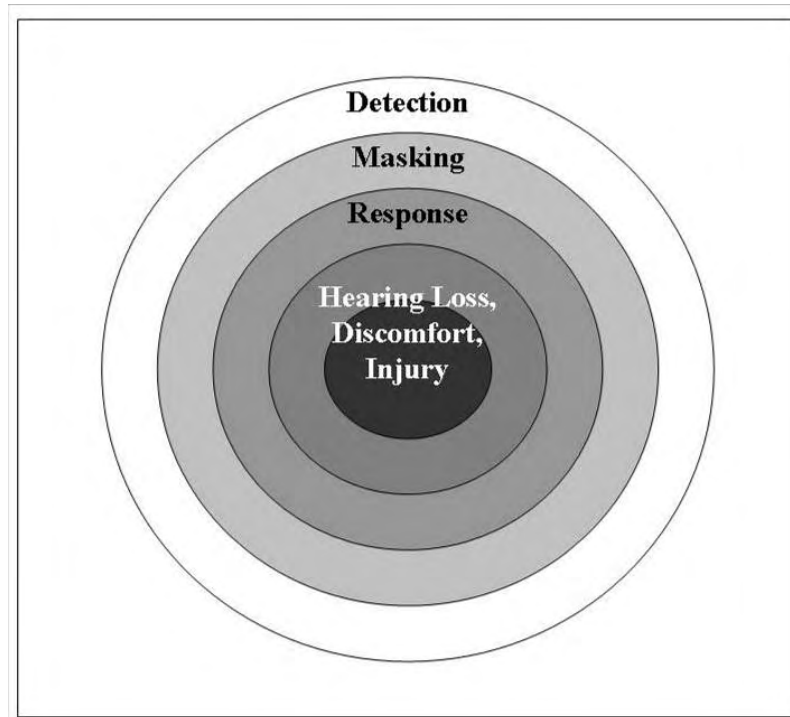 Detection
Masking
Response
Hearing Loss,
Discomfort,
Injury